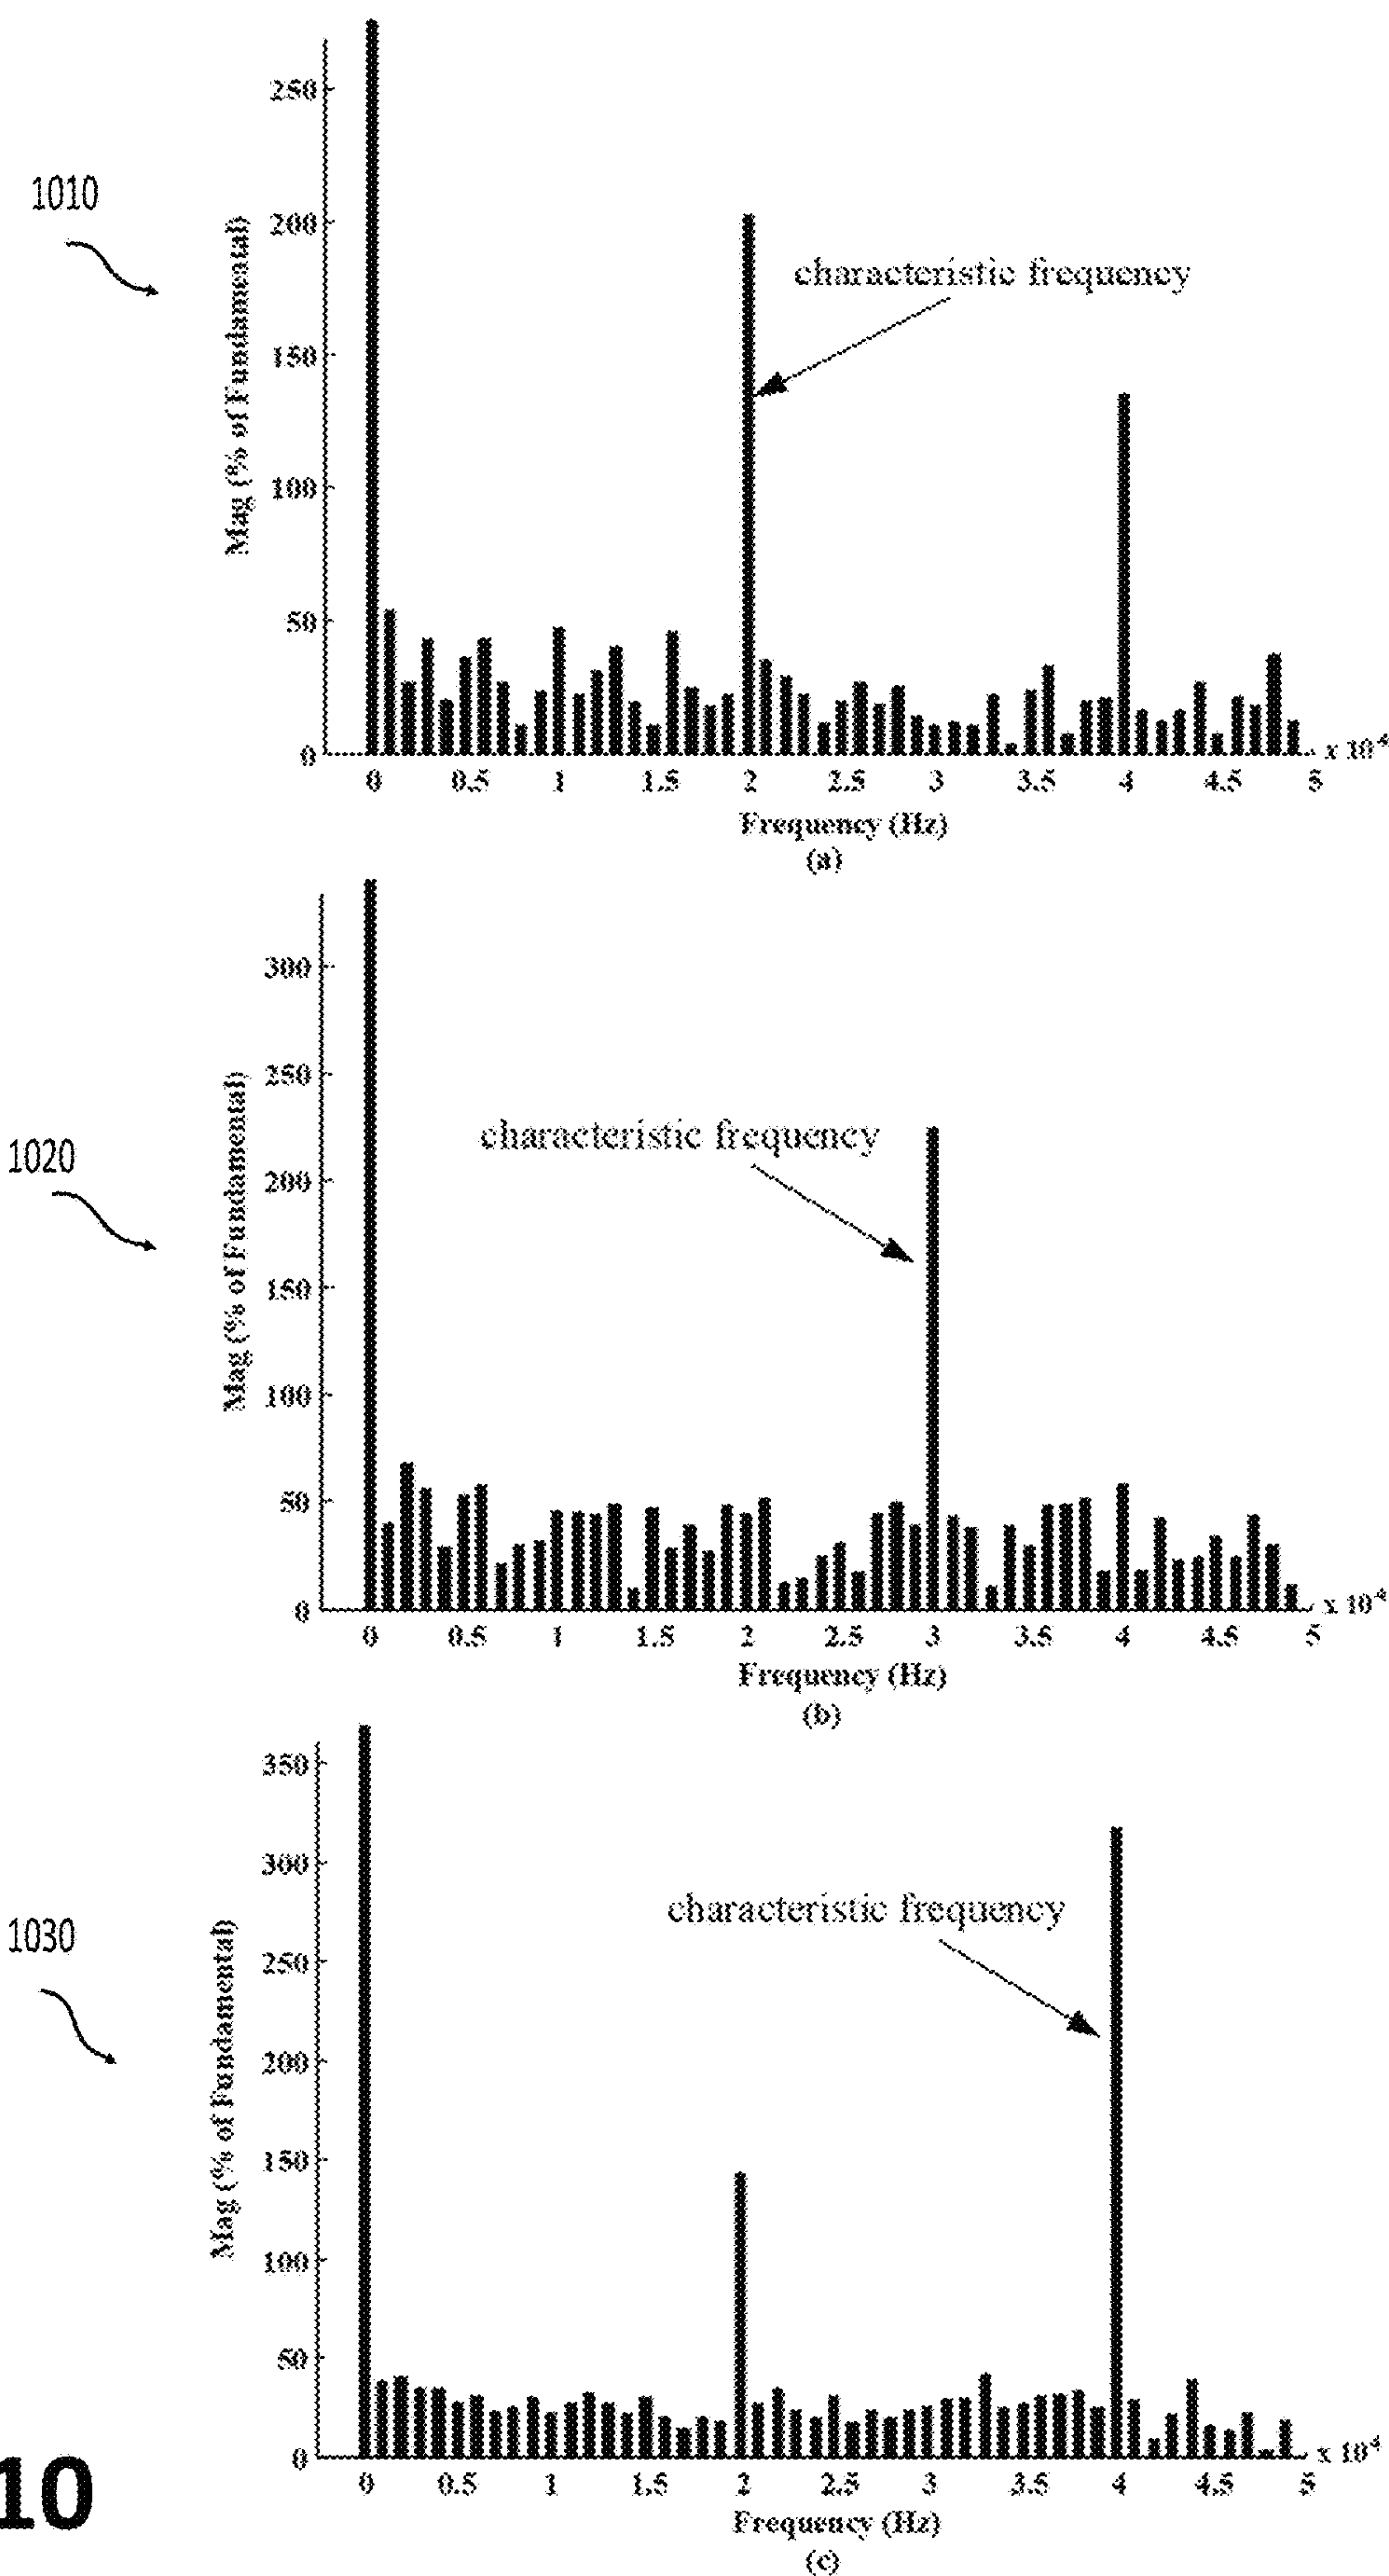 250
1010
200
characteristic frequency
Mag (% of Fundamental)
150
100
50
0
x 10⁴
0 0.5 1 1.5 2 2.5 3 3.5 4 4.5 5
Frequency (Hz)
(a)
300
250
characteristic frequency
1020
200
Mag (% of Fundamental)
150
100
50
0
x 10⁴
0 0.5 1 1.5 2 2.5 3 3.5 4 4.5 5
Frequency (Hz)
(b)
350
300
characteristic frequency
1030
250
Mag (% of Fundamental)
200
150
100
50
0
x 10⁴
0 0.5 1 1.5 2 2.5 3 3.5 4 4.5 5
10
Frequency (Hz)
(c)